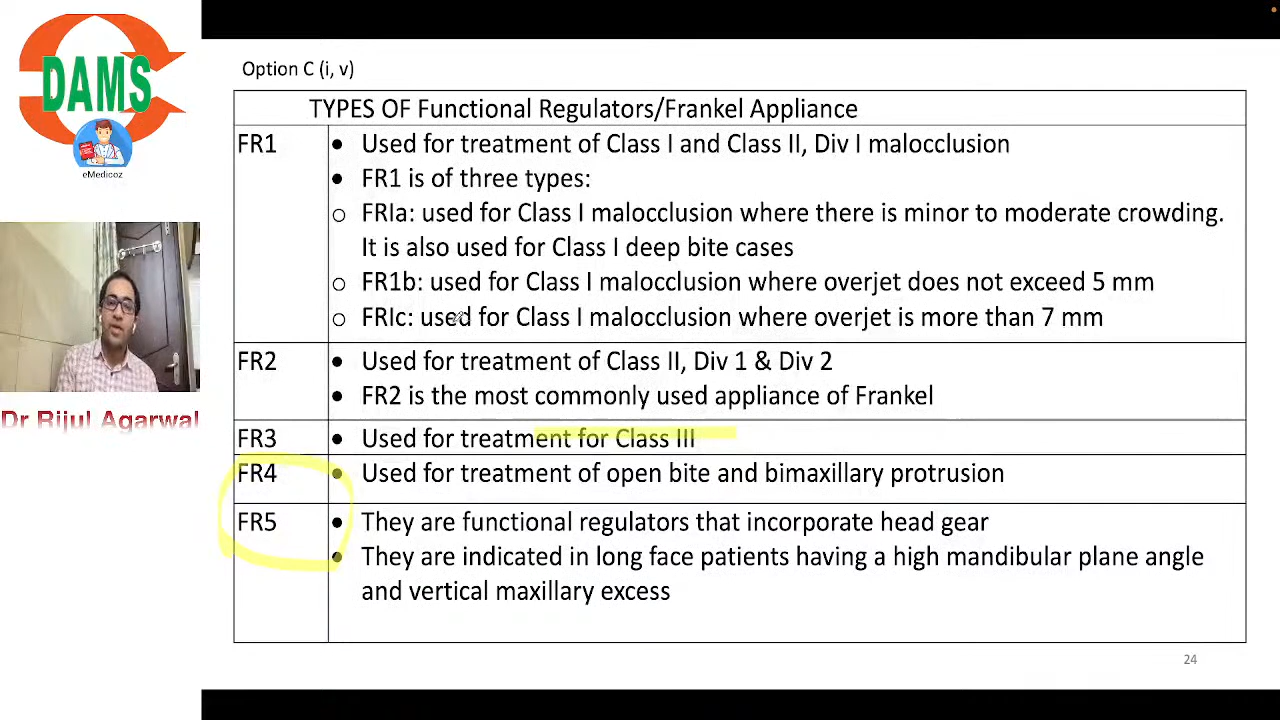 DAMS
eMedicoz
Dr Rijul Agarwal
Option C (i, v)
TYPES OF Functional Regulators/Frankel Appliance
FR1
• Used for treatment of Class I and Class II, Div I malocclusion
• FR1 is of three types:
o FRIa: used for Class I malocclusion where there is minor to moderate crowding.
It is also used for Class I deep bite cases
o FR1b: used for Class I malocclusion where overjet does not exceed 5 mm
o FRIc: used for Class I malocclusion where overjet is more than 7 mm
FR2
• Used for treatment of Class II, Div 1 & Div 2
• FR2 is the most commonly used appliance of Frankel
FR3
• Used for treatment for Class III
FR4
• Used for treatment of open bite and bimaxillary protrusion
FR5
• They are functional regulators that incorporate head gear
• They are indicated in long face patients having a high mandibular plane angle
and vertical maxillary excess
24